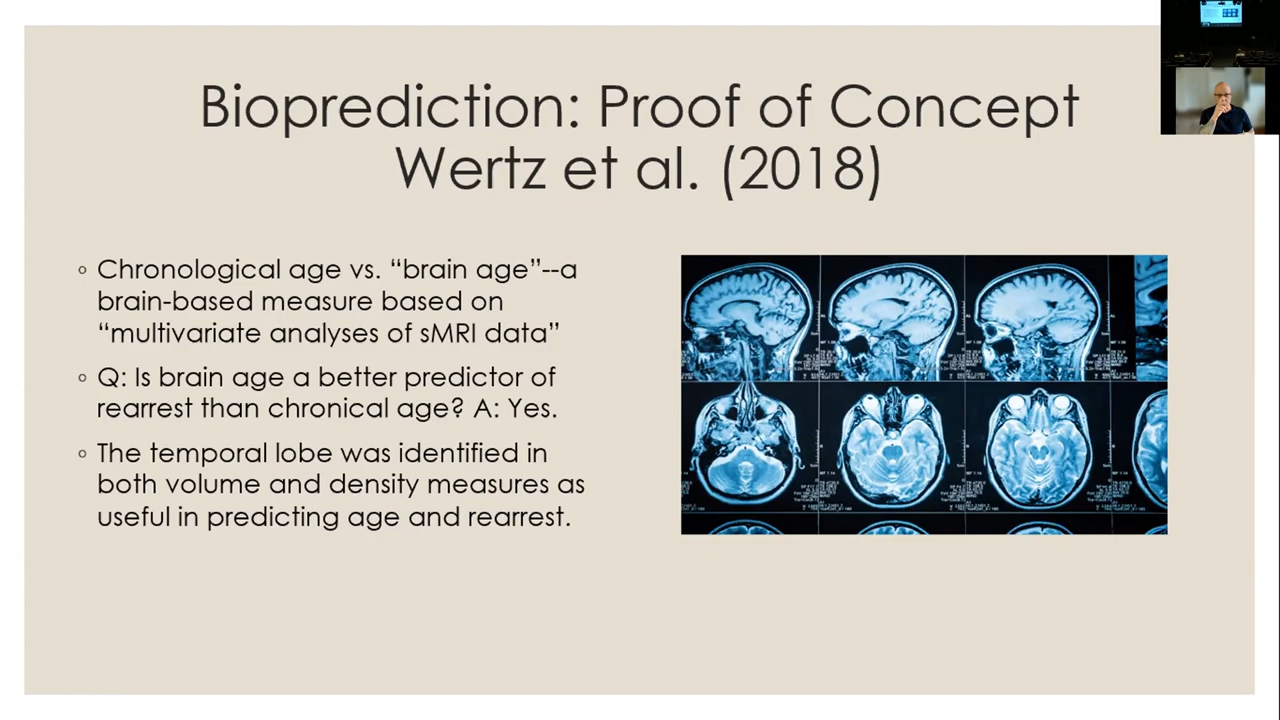 Bioprediction: Proof of Concept
Wertz et al. (2018)
◦ Chronological age vs. “brain age”--a
brain-based measure based on
“multivariate analyses of sMRI data”
◦ Q: Is brain age a better predictor of
rearrest than chronical age? A: Yes.
◦ The temporal lobe was identified in
both volume and density measures as
useful in predicting age and rearrest.